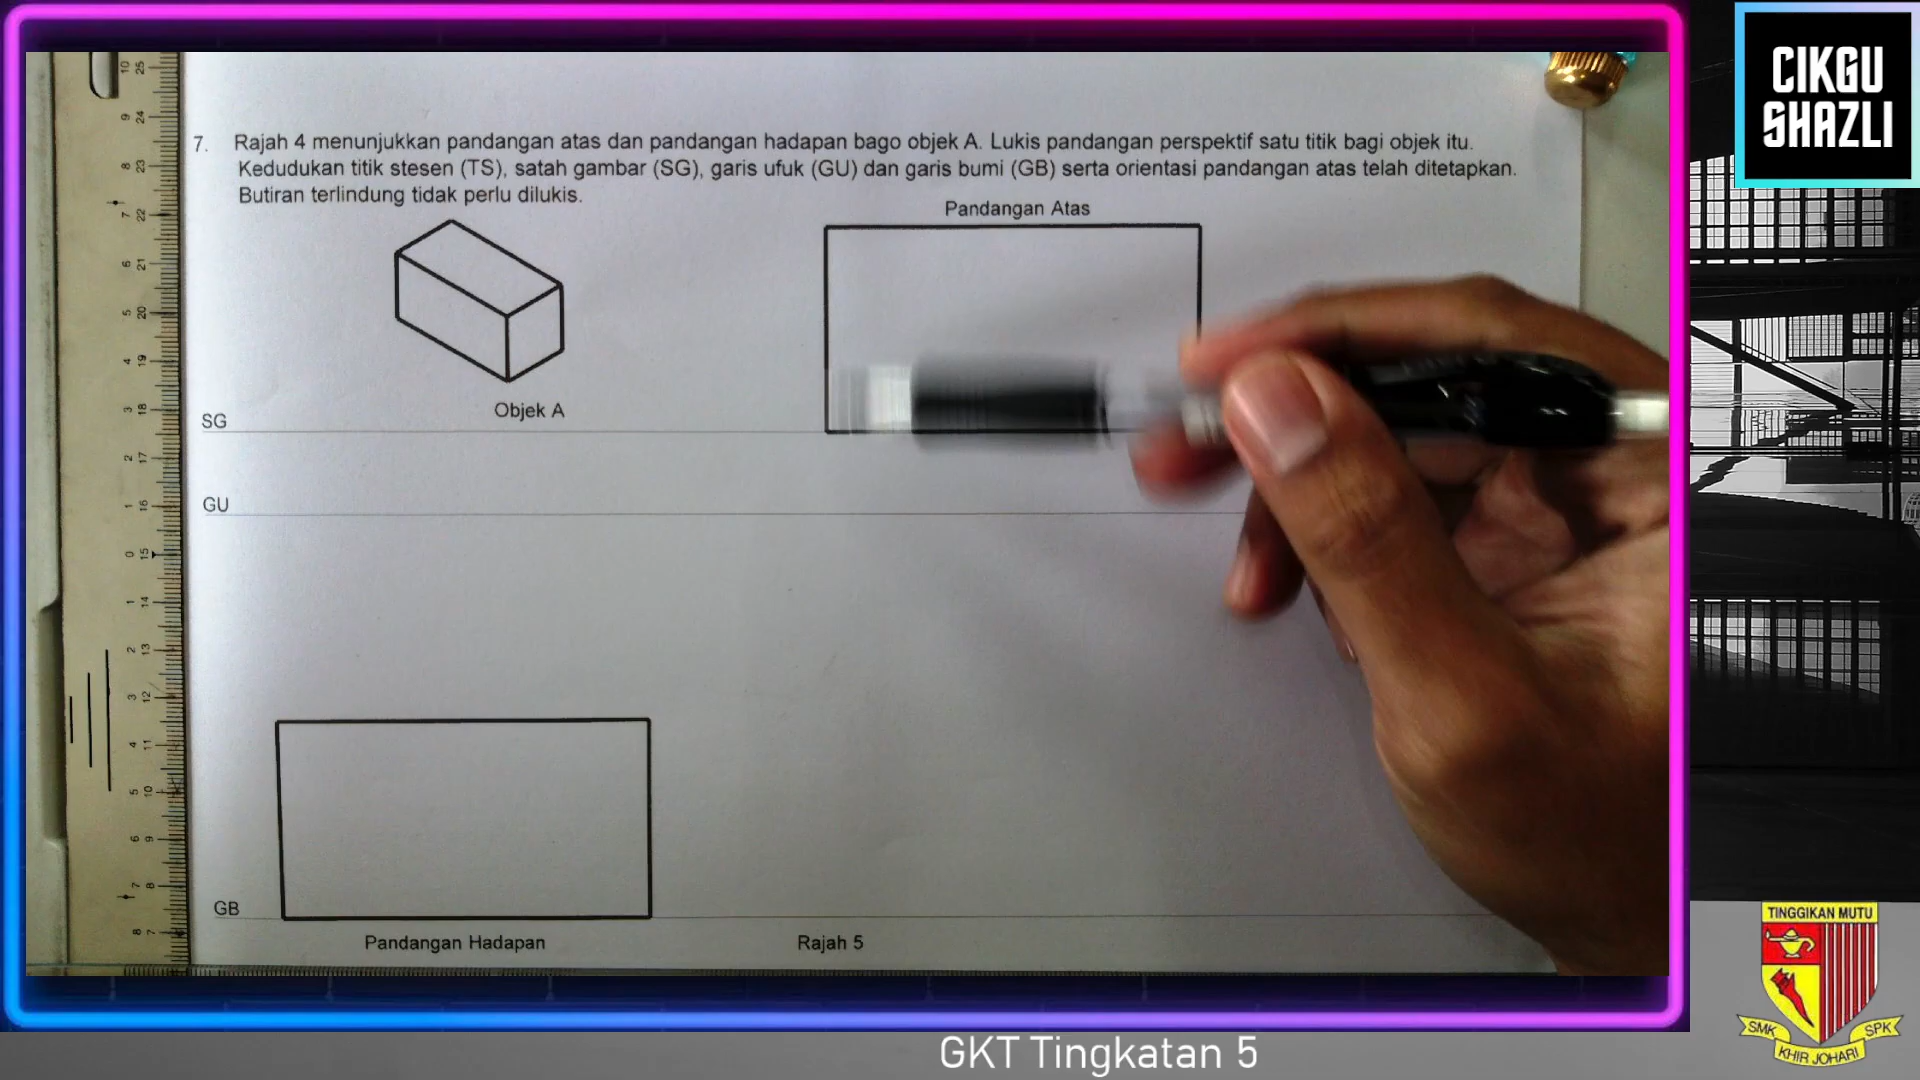 CIKGU
SHAZLI
7. Rajah 4 menunjukkan pandangan atas dan pandangan hadapan bago objek A. Lukis pandangan perspektif satu titik bagi objek itu.
Kedudukan titik stesen (TS), satah gambar (SG), garis ufuk (GU) dan garis bumi (GB) serta orientasi pandangan atas telah ditetapkan.
Butiran terlindung tidak perlu dilukis.
Pandangan Atas
Objek A
SG
GU
GB
Pandangan Hadapan
Rajah 5
TINGGIKAN MUTU
SMK
SPK
KHIR JOHARI
GKT Tingkatan 5